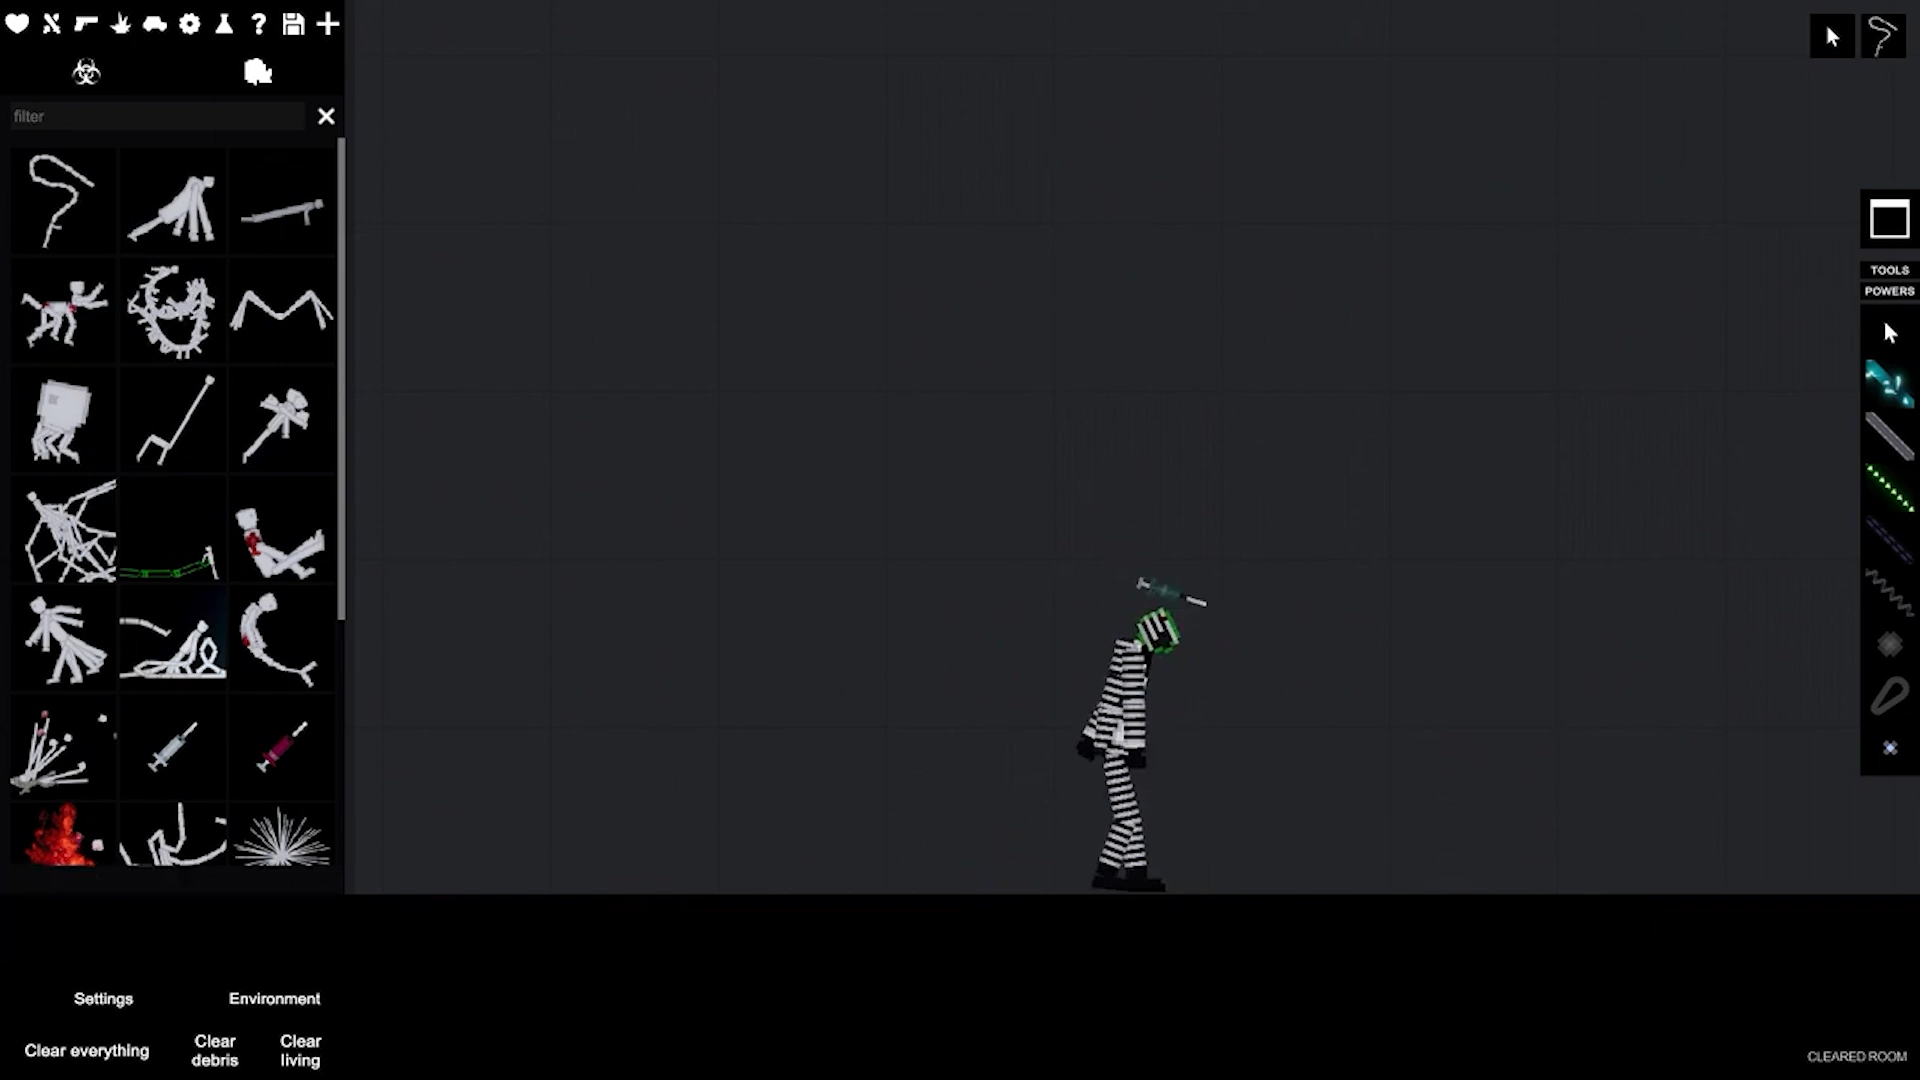 filter
TOOLS
POWERS
Settings
Environment
Clear everything
Clear
debris
Clear
living
CLEARED ROOM